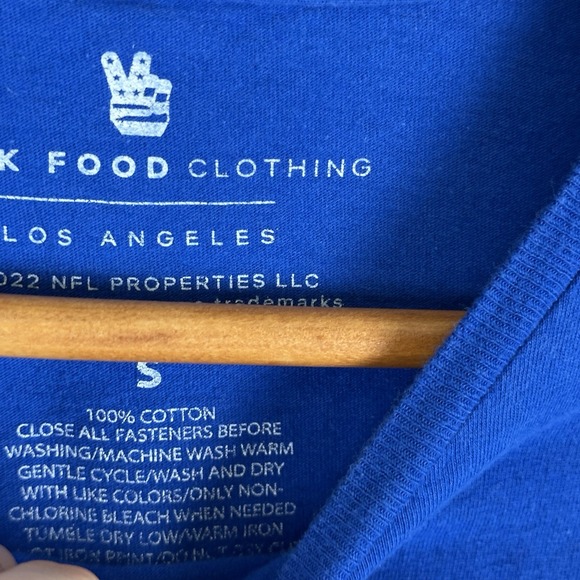 K FOOD CLOTHING
LOS ANGELES
022 NFL PROPERTIES LLC
trademarks
S
100% COTTON
CLOSE ALL FASTENERS BEFORE
WASHING/MACHINE WASH WARM
GENTLE CYCLE/WASH AND DRY
WITH LIKE COLORS/ONLY NON-
CHLORINE BLEACH WHEN NEEDED
TUMBLE DRY LOW/WARM IRON